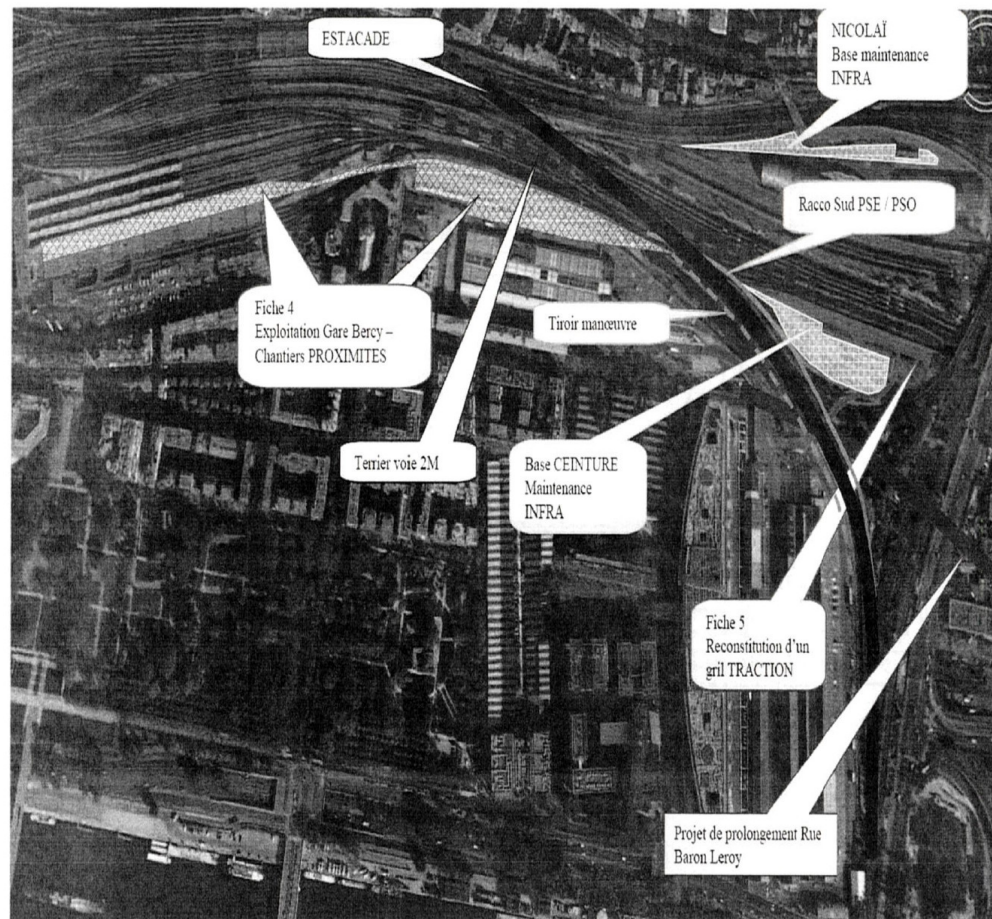 ESTACADE
NICOLAÏ
Base maintenance
INFRA
Racco Sud PSE / PSO
Fiche 4
Exploitation Gare Bercy –
Chantiers PROXIMITES
Tiroir manœuvre
Terrier voie 2M
Base CEINTURE
Maintenance
INFRA
Fiche 5
Reconstitution d'un
gril TRACTION
Projet de prolongement Rue
Baron Leroy